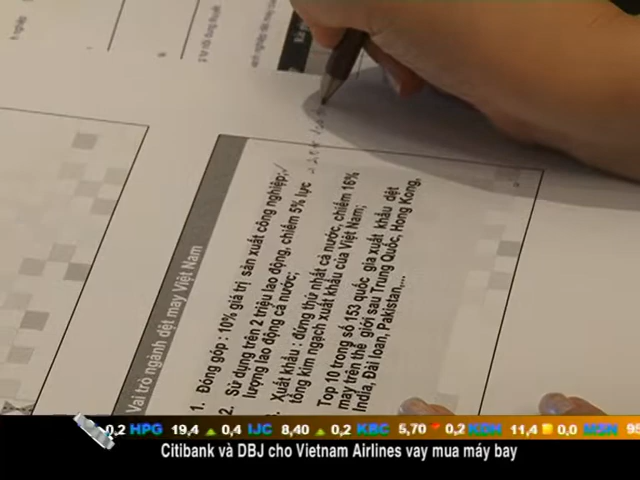 Vai trò ngành dệt may Việt Nam
1. Đóng góp : 10% giá trị sản xuất công nghiệp;
2. Sử dụng trên 2 triệu lao động, chiếm 5% lực
lượng lao động cả nước;
Xuất khẩu : đứng thứ nhất cả nước, chiếm 16%
tổng kim ngạch xuất khẩu của Việt Nam;
Top 10 trong số 153 quốc gia xuất khẩu dệt
may trên thế giới sau Trung Quốc, Hong Kong,
India, Đài loan, Pakistan,...
0,2 HPG 19,4 0,4 IJC 8,40 0,2 KBC 5,70 0,2 KDH 11,4 0,0 MSN 95
Citibank và DBJ cho Vietnam Airlines vay mua máy bay